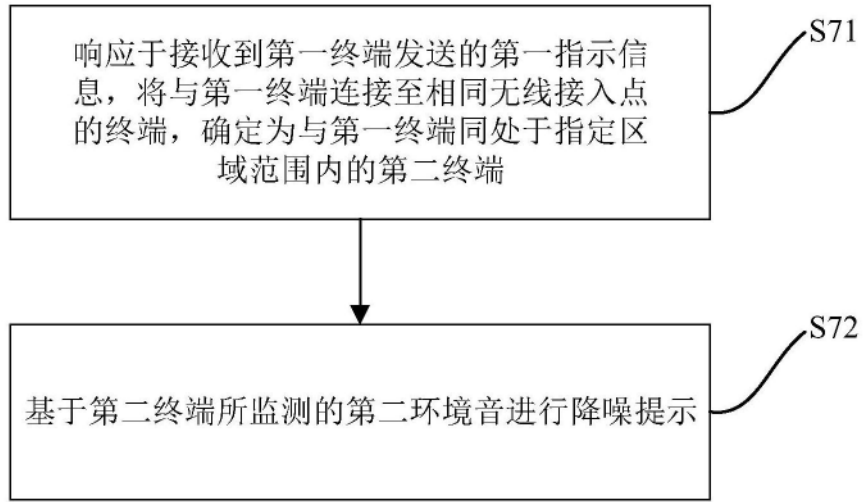 响应于接收到第一终端发送的第一指示信
息，将与第一终端连接至相同无线接入点
的终端，确定为与第一终端同处于指定区
域范围内的第二终端
S71
基于第二终端所监测的第二环境音进行降噪提示
S72